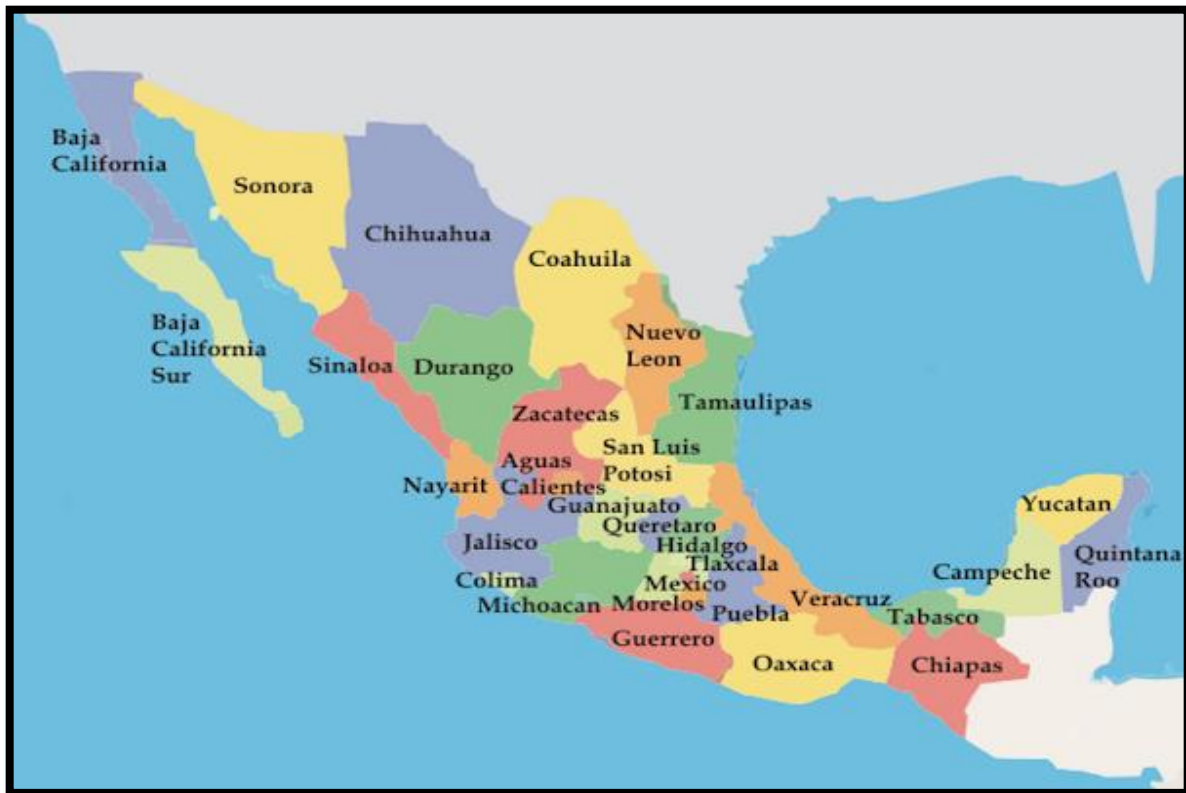 Baja
California
Sonora
Chihuahua
Coahuila
Baja
California
Sur
Sinaloa
Durango
Nuevo
Leon
Tamaulipas
Zacatecas
San Luis
Potosi
Aguas
Calientes
Nayarit
Guanajuato
Queretaro
Jalisco
Hidalgo
Tlaxcala
Colima
Mexico
Michoacan
Morelos
Puebla
Veracruz
Guerrero
Oaxaca
Tabasco
Chiapas
Campeche
Yucatan
Quintana
Roo